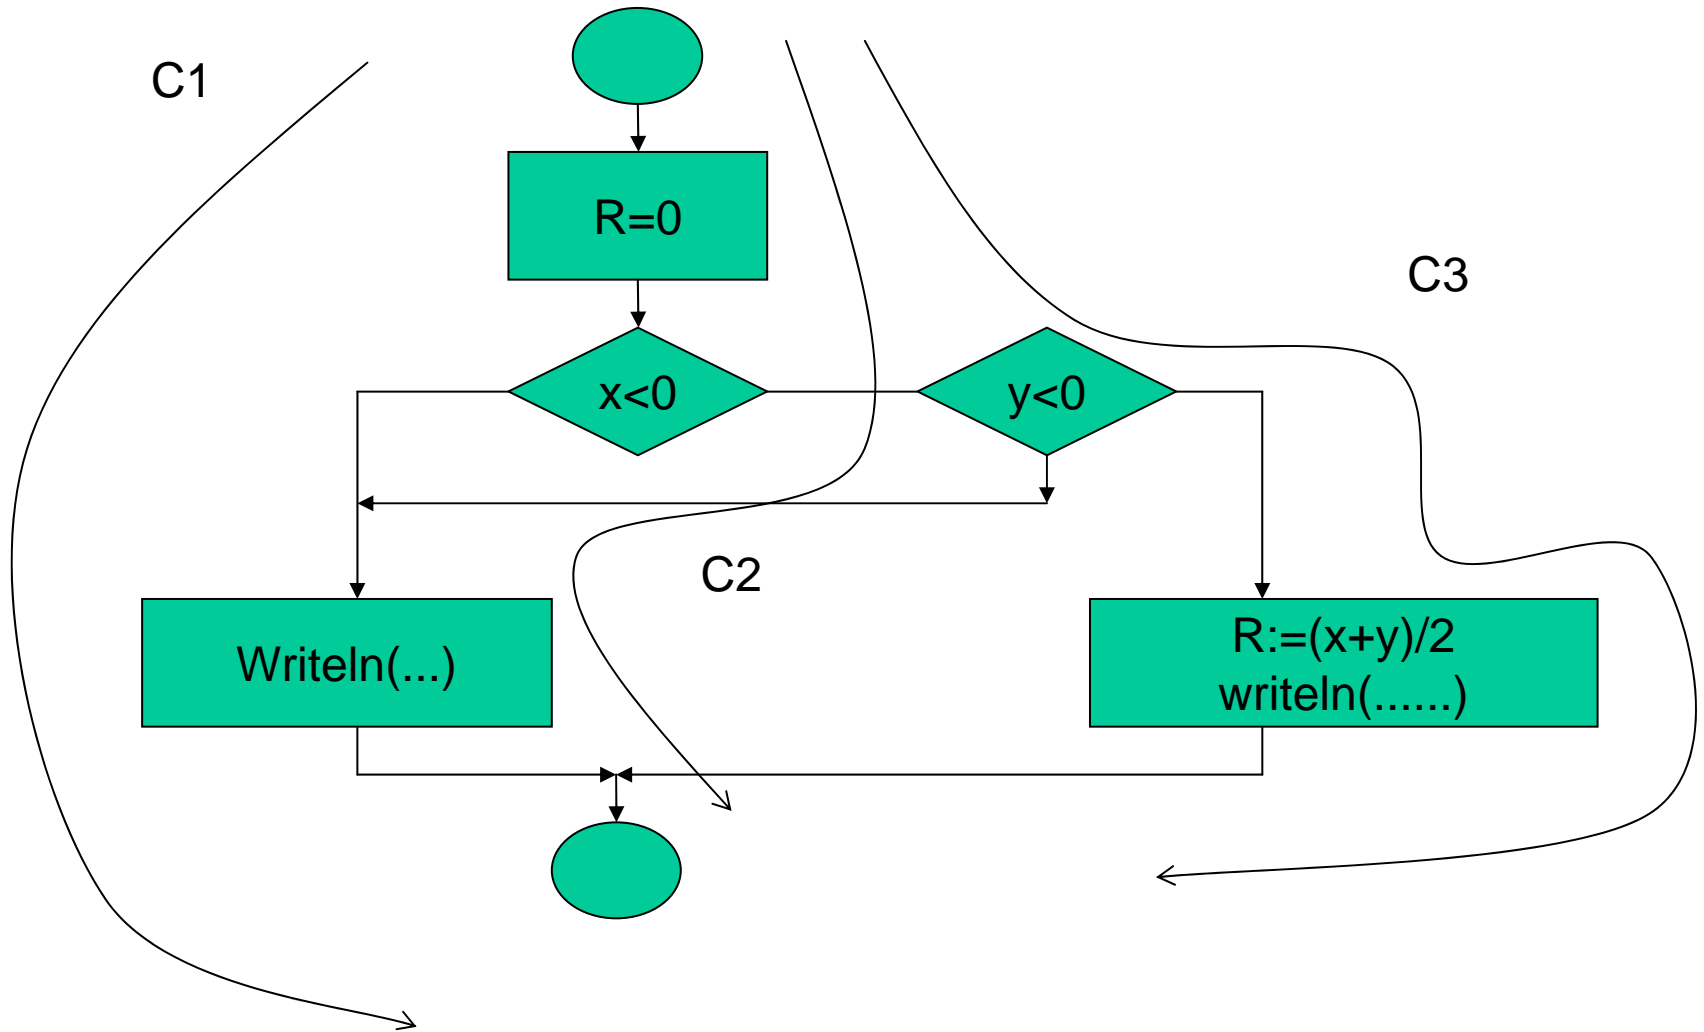 C1
R=0
C3
x<0
y<0
C2
Writeln(...)
R:=(x+y)/2
writeln(......)